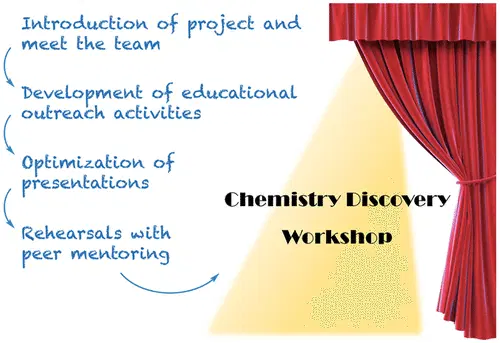 Introduction of project and
meet the team
Development of educational
outreach activities
Optimization of
presentations
Rehearsals with
peer mentoring
Chemistry Discovery
Workshop